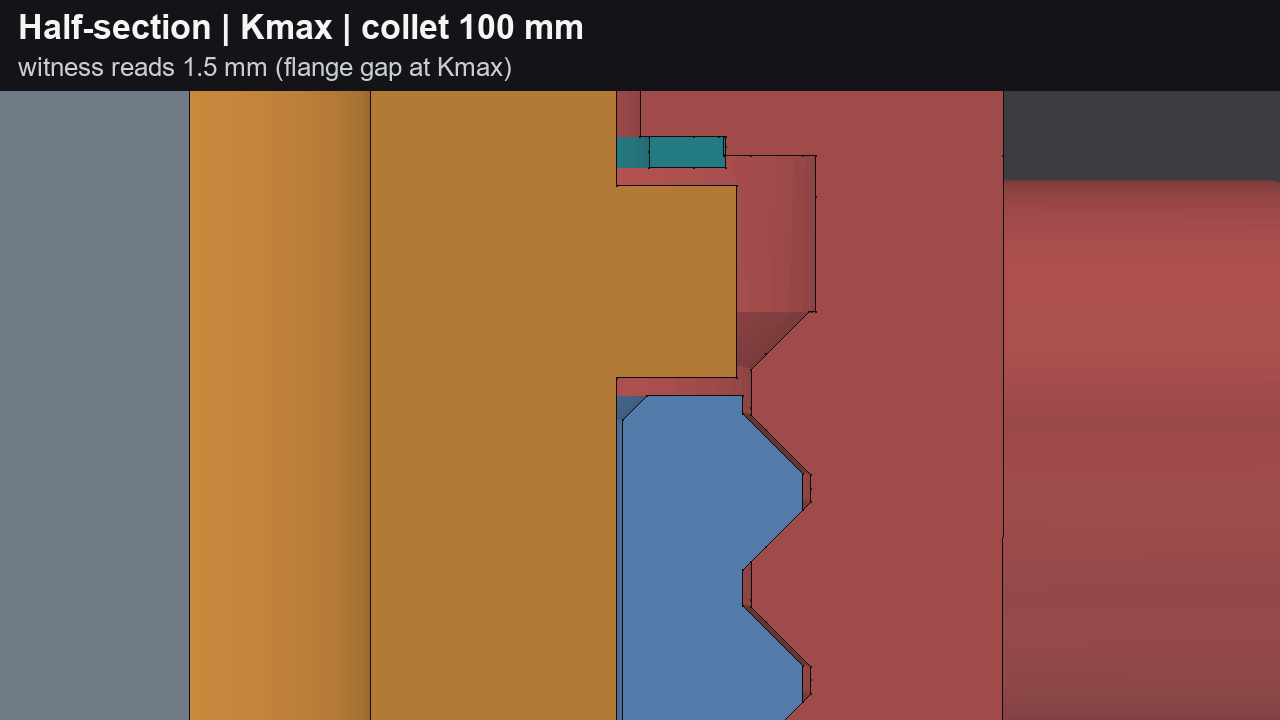 Half-section | Kmax | collet 100 mm
witness reads 1.5 mm (flange gap at Kmax)